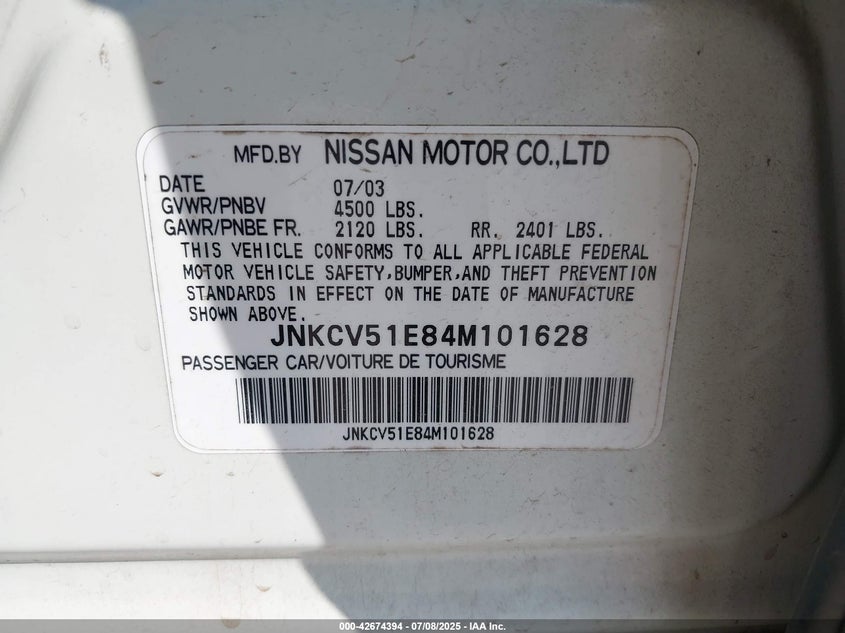 MFD.BY NISSAN MOTOR CO.,LTD
DATE 07/03
GVWR/PNBV 4500 LBS.
GAWR/PNBE FR. 2120 LBS. RR. 2401 LBS.
THIS VEHICLE CONFORMS TO ALL APPLICABLE FEDERAL
MOTOR VEHICLE SAFETY,BUMPER,AND THEFT PREVENTION
STANDARDS IN EFFECT ON THE DATE OF MANUFACTURE
SHOWN ABOVE.
JNKCV51E84M101628
PASSENGER CAR/VOITURE DE TOURISME
JNKCV51E84M101628
000-42674394 - 07/08/2025 - IAA Inc.